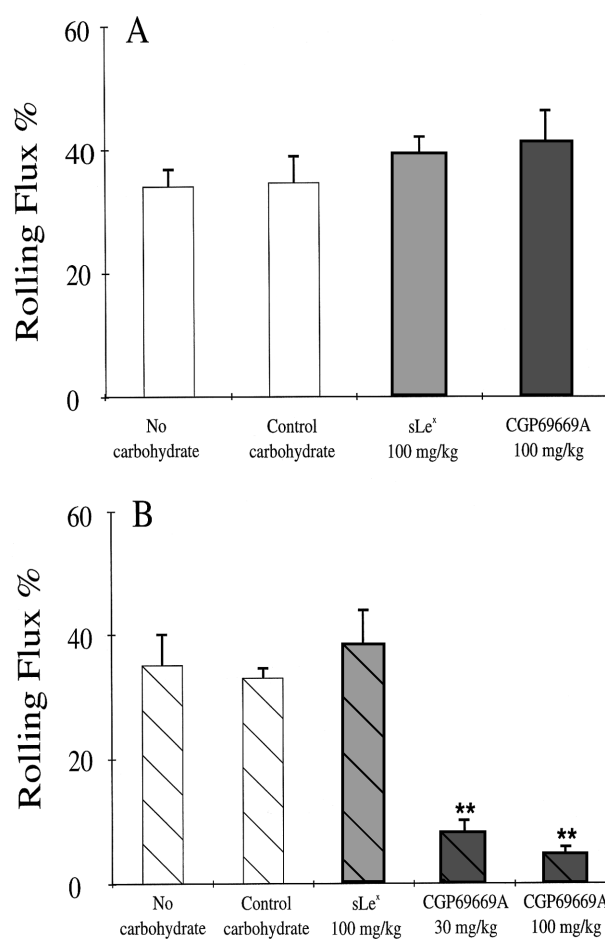 A
Rolling Flux %
60
40
20
0
No carbohydrate
Control carbohydrate
sLeˣ 100 mg/kg
CGP69669A 100 mg/kg
B
Rolling Flux %
60
40
20
0
**
**
No carbohydrate
Control carbohydrate
sLeˣ 100 mg/kg
CGP69669A 30 mg/kg
CGP69669A 100 mg/kg